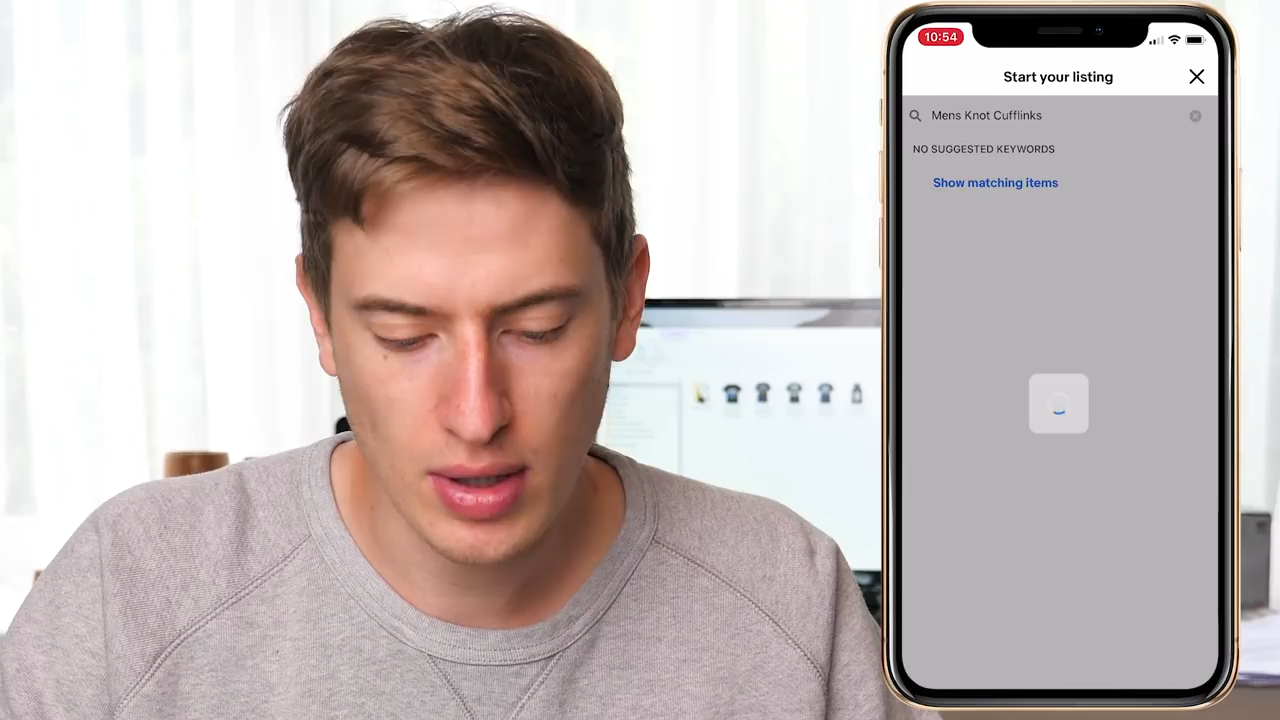 10:54
Start your listing
Mens Knot Cufflinks
NO SUGGESTED KEYWORDS
Show matching items